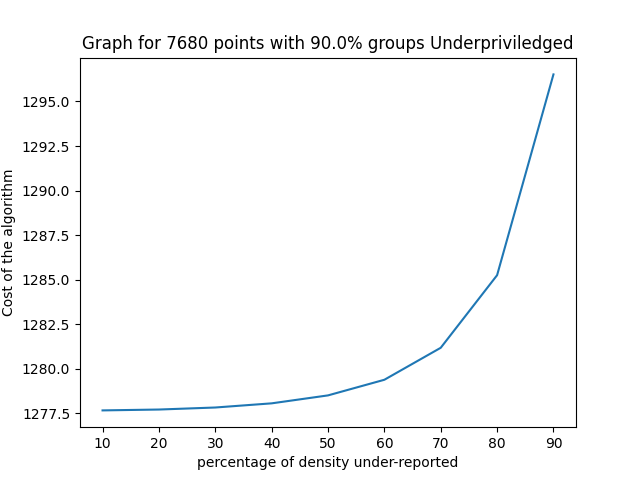 Graph for 7680 points with 90.0% groups Underpriviledged
Cost of the algorithm
1295.0
1292.5
1290.0
1287.5
1285.0
1282.5
1280.0
1277.5
10 20 30 40 50 60 70 80 90
percentage of density under-reported